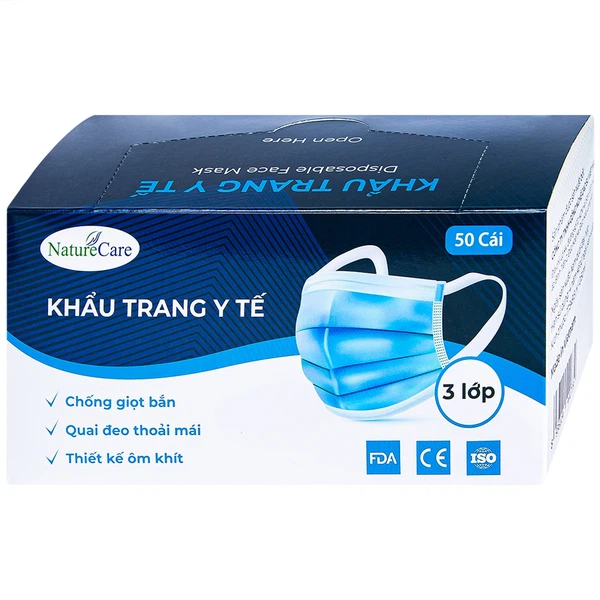 Open Here
Disposable Face Mask
KHẨU TRANG Y TẾ
NatureCare
50 Cái
KHẨU TRANG Y TẾ
3 lớp
Chống giọt bắn
Quai đeo thoải mái
Thiết kế ôm khít
FDA
CE
ISO